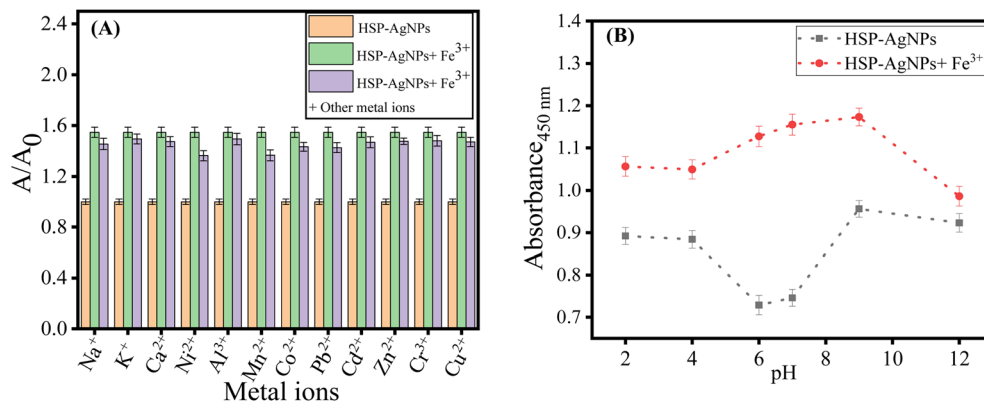 (A)
HSP-AgNPs
HSP-AgNPs+ Fe³⁺
HSP-AgNPs+ Fe³⁺
+ Other metal ions
2.4
2.0
1.6
1.2
0.8
0.4
0.0
A/A₀
Na⁺ K⁺ Ca²⁺ Ni²⁺ Al³⁺ Mn²⁺ Co²⁺ Pb²⁺ Cd²⁺ Zn²⁺ Cr³⁺ Cu²⁺
Metal ions
(B)
HSP-AgNPs
HSP-AgNPs+ Fe³⁺
1.4
1.3
1.2
1.1
1.0
0.9
0.8
0.7
Absorbance₄₅₀ ₙₘ
2 4 6 8 10 12
pH